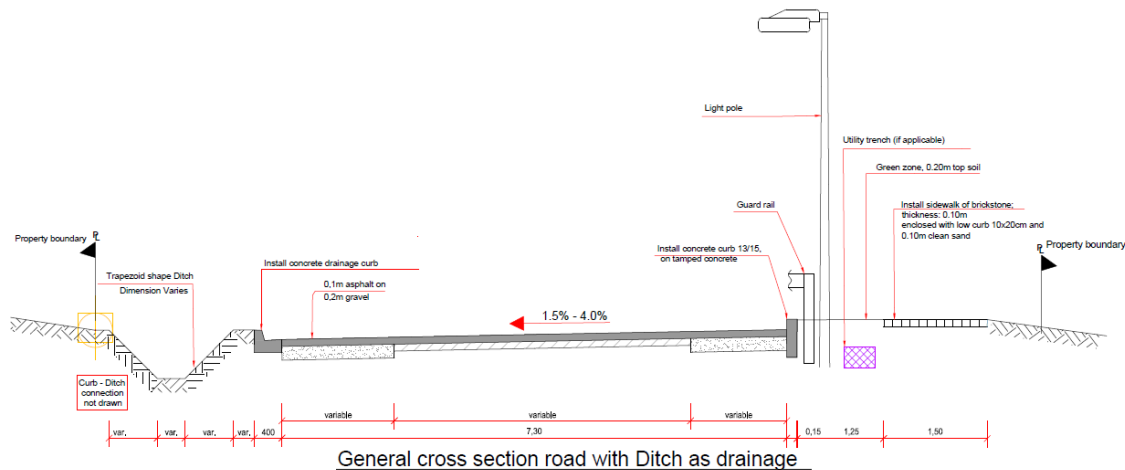 Light pole
Utility trench (if applicable)
Green zone, 0.20m top soil
Guard rail
Install sidewalk of brickstone;
thickness: 0.10m
enclosed with low curb 10x20cm and
0.10m clean sand
Property boundary
PL
Install concrete curb 13/15,
on tamped concrete
PL
Property boundary
Trapezoid shape Ditch
Dimension Varies
Install concrete drainage curb
0,1m asphalt on
0,2m gravel
1.5% - 4.0%
Curb - Ditch
connection
not drawn
variable
variable
variable
var.
var.
var.
var.
400
7,30
0,15
1,25
1,50
General cross section road with Ditch as drainage